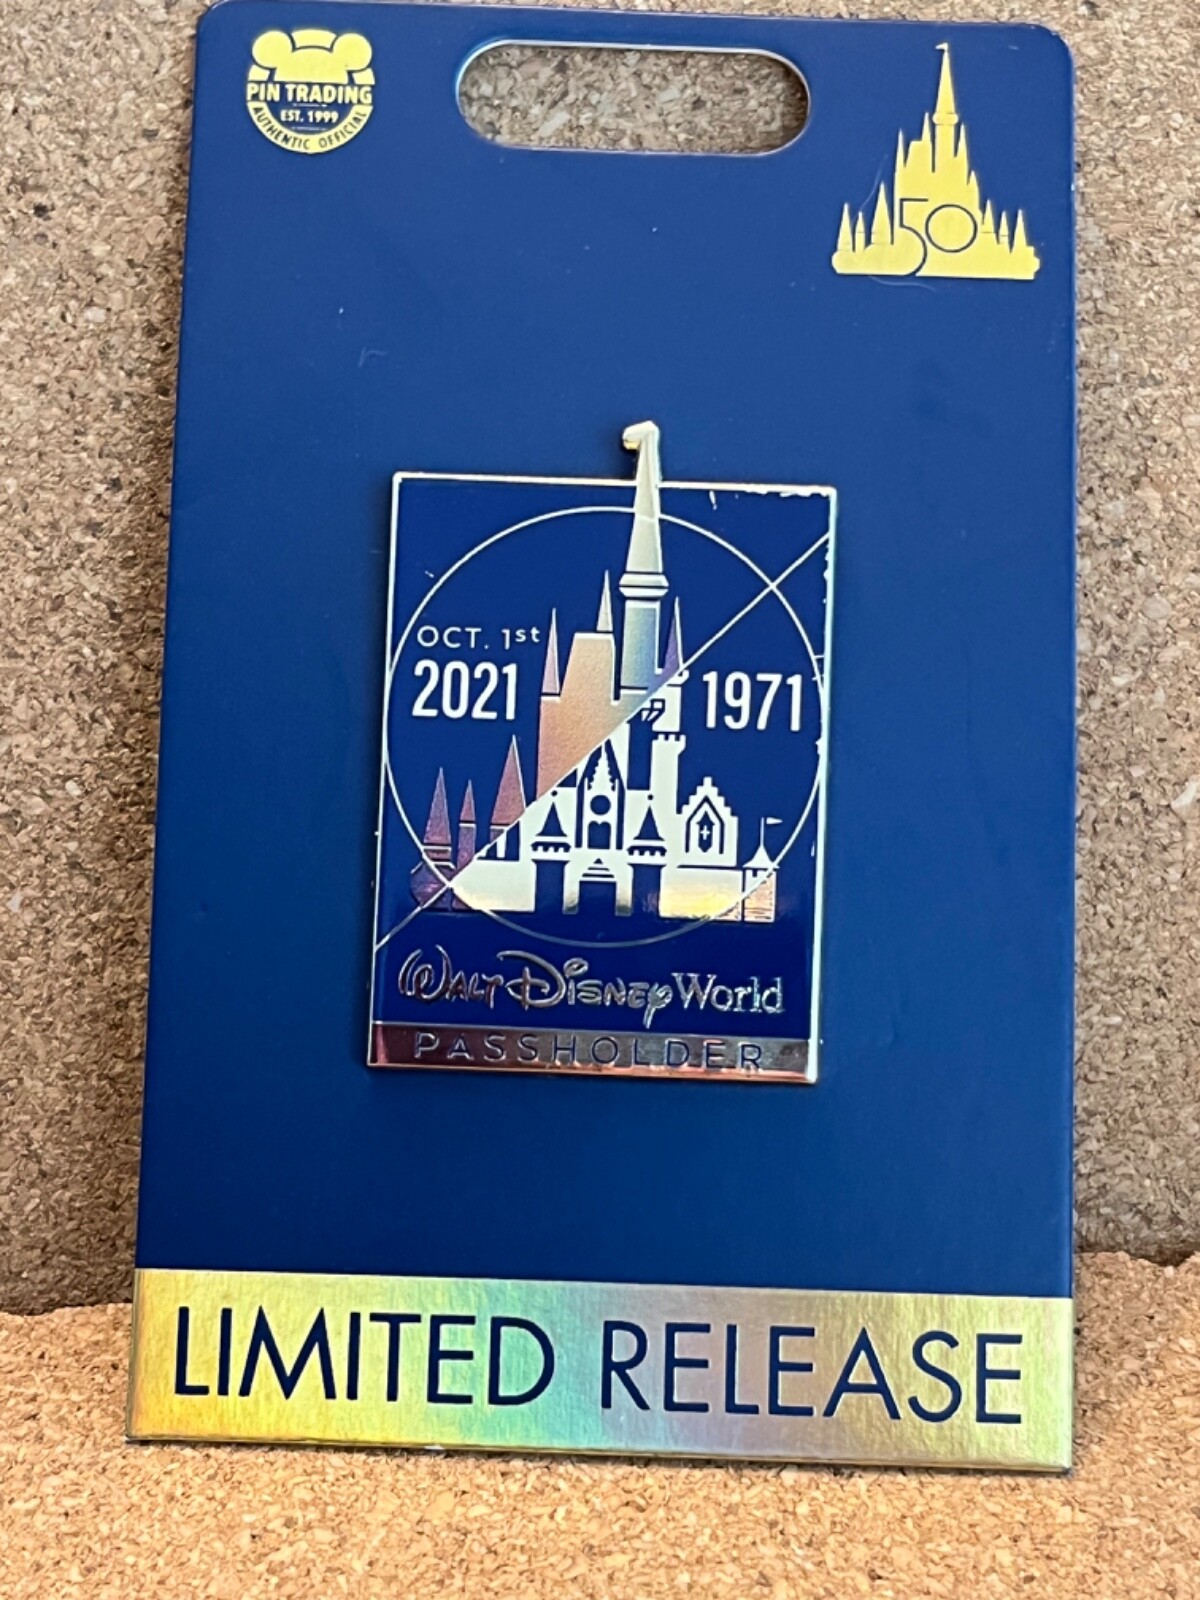 PIN TRADING
EST. 1999
AUTHENTIC OFFICIAL
50
OCT. 1st
2021
1971
WALT DISNEY World
PASSHOLDER
LIMITED RELEASE